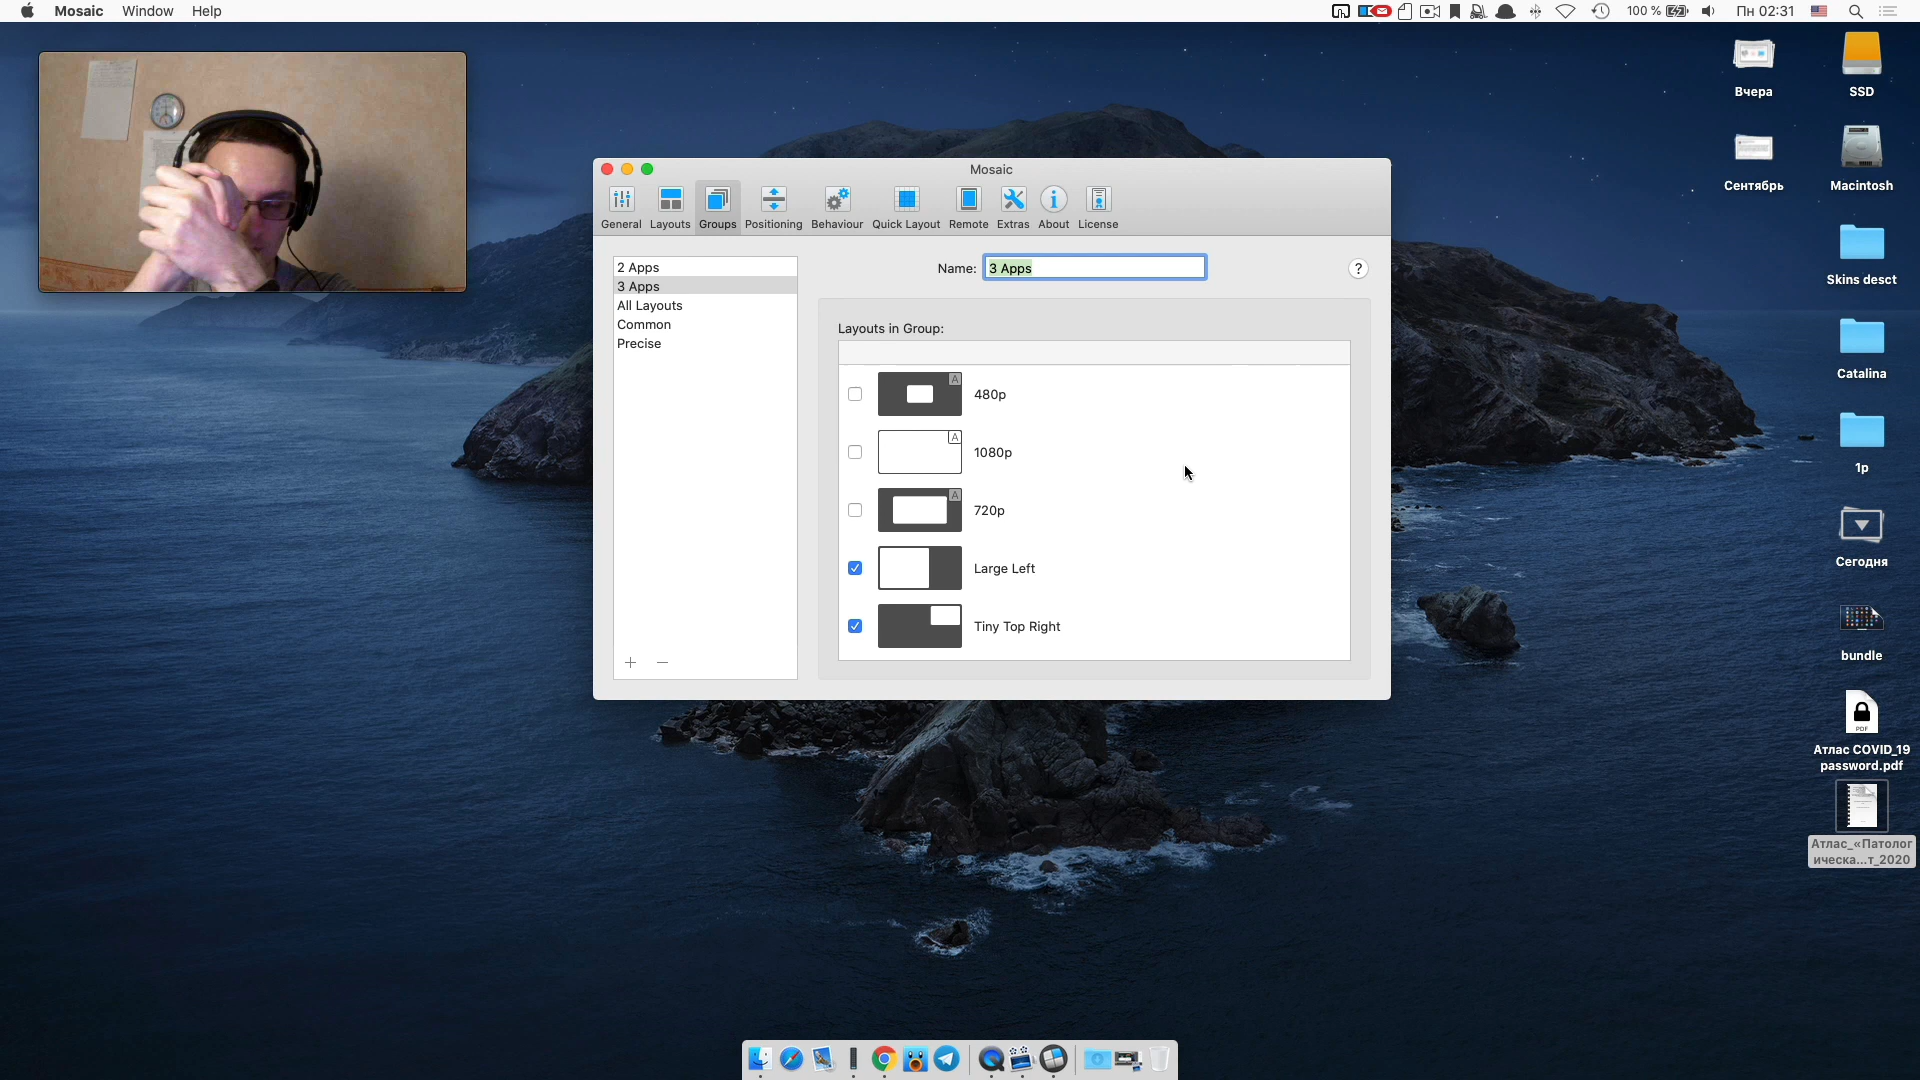 Mosaic Window Help
100 % Пн 02:31
Вчера
SSD
Сентябрь
Macintosh
Skins desct
Catalina
1p
Сегодня
bundle
PDF
Атлас COVID_19
password.pdf
Атлас_«Патолог
ическа...т_2020
Mosaic
General Layouts Groups Positioning Behaviour Quick Layout Remote Extras About License
2 Apps
3 Apps
All Layouts
Common
Precise
+ −
Name: 3 Apps ?
Layouts in Group:
A
480p
A
1080p
A
720p
Large Left
Tiny Top Right